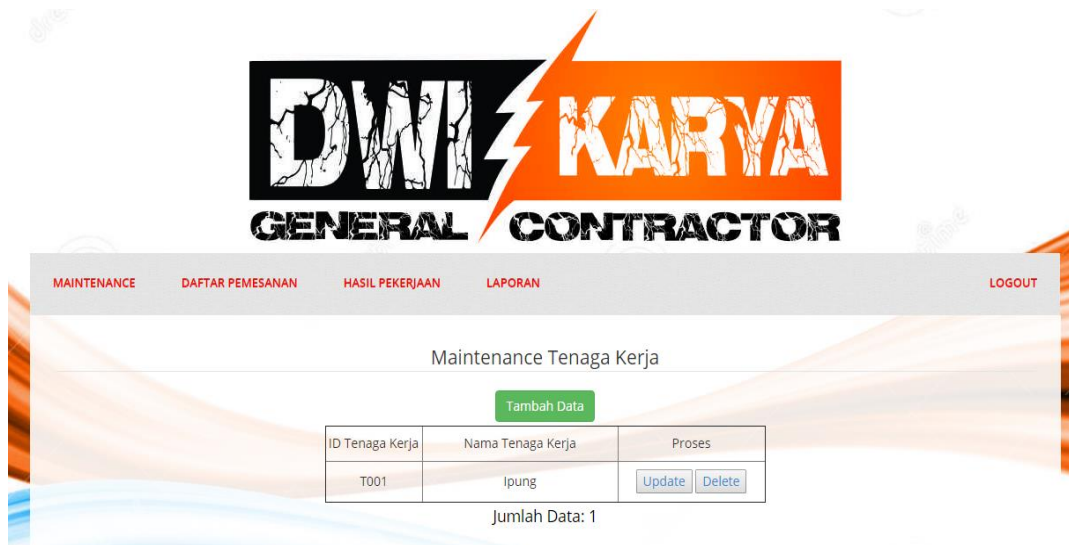 DWI KARYA
GENERAL CONTRACTOR
MAINTENANCE DAFTAR PEMESANAN HASIL PEKERJAAN LAPORAN LOGOUT
Maintenance Tenaga Kerja
Tambah Data
ID Tenaga Kerja Nama Tenaga Kerja Proses
T001 Ipung Update Delete
Jumlah Data: 1